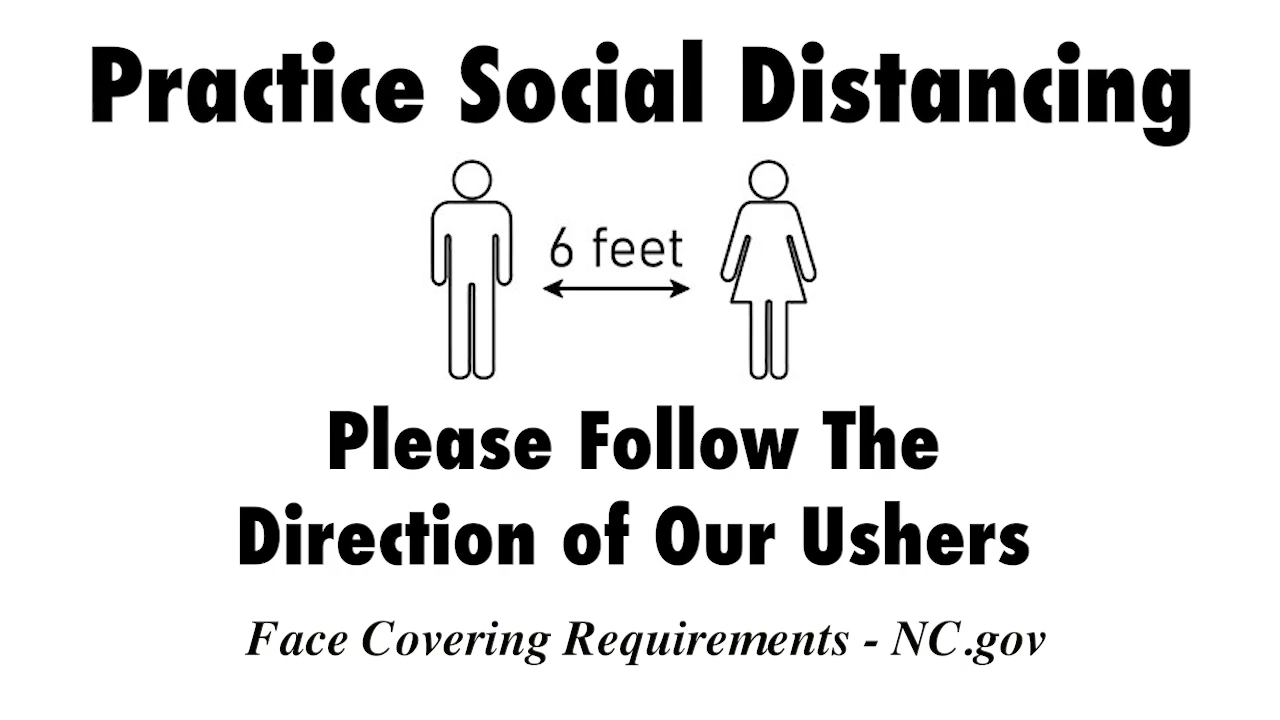 Practice Social Distancing
6 feet
Please Follow The
Direction of Our Ushers
Face Covering Requirements - NC.gov